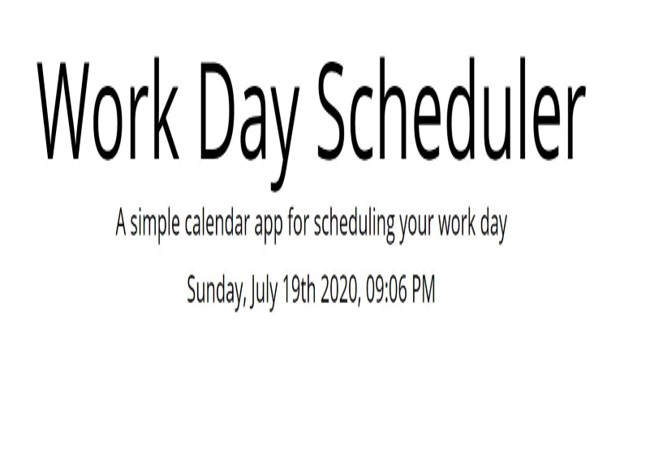 Work Day Scheduler
A simple calendar app for scheduling your work day
Sunday, July 19th 2020, 09:06 PM